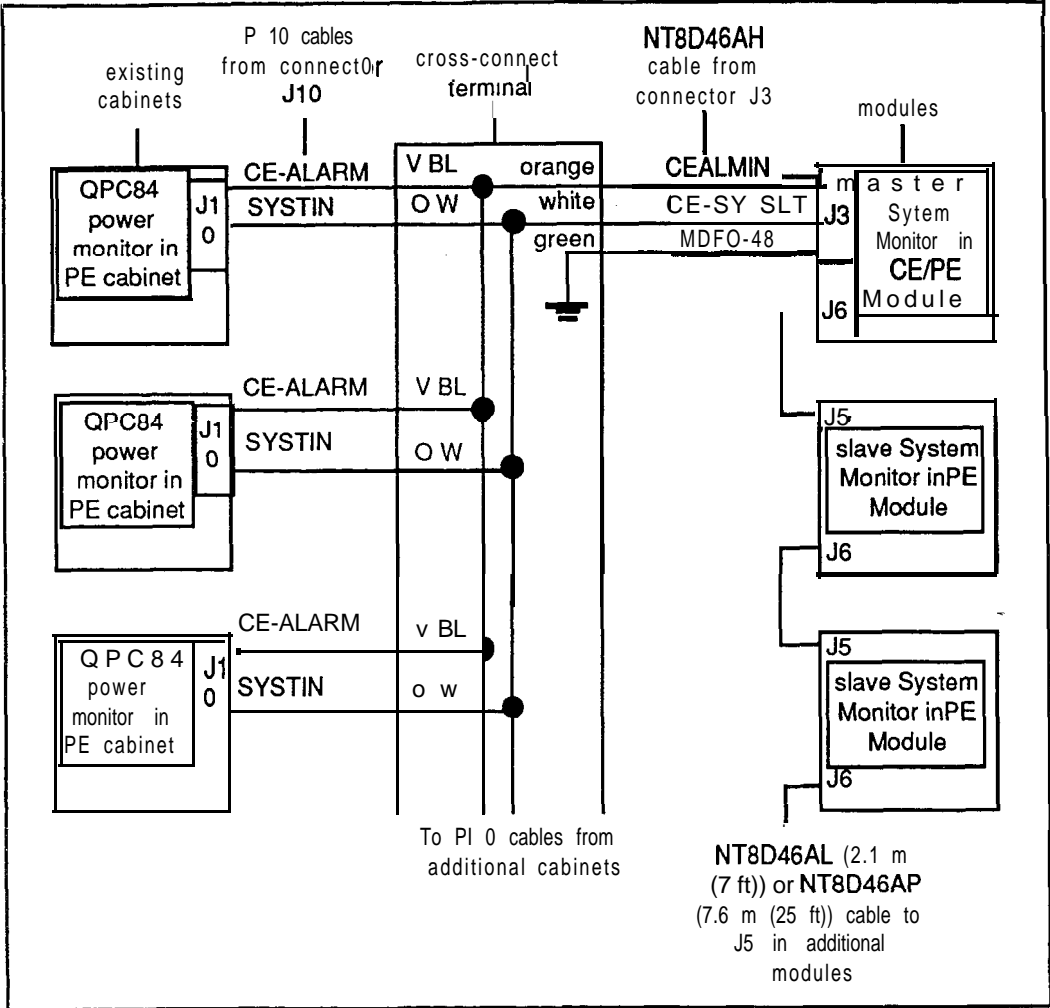 existing
cabinets
P 10 cables
from connect0r
J10
cross-connect
terminal
NT8D46AH
cable from
connector J3
modules
QPC84
power
monitor in
PE cabinet
J1
0
CE-ALARM
SYSTIN
V BL
O W
orange
white
green
CEALMIN
CE-SY SLT
MDFO-48
J3
J6
master
Sytem
Monitor in
CE/PE
Module
QPC84
power
monitor in
PE cabinet
J1
0
CE-ALARM
SYSTIN
V BL
O W
J5
slave System
Monitor inPE
Module
J6
QPC84
power
monitor in
PE cabinet
J1
0
CE-ALARM
SYSTIN
v BL
o w
J5
slave System
Monitor inPE
Module
J6
To PI 0 cables from
additional cabinets
NT8D46AL (2.1 m
(7 ft)) or NT8D46AP
(7.6 m (25 ft)) cable to
J5 in additional
modules